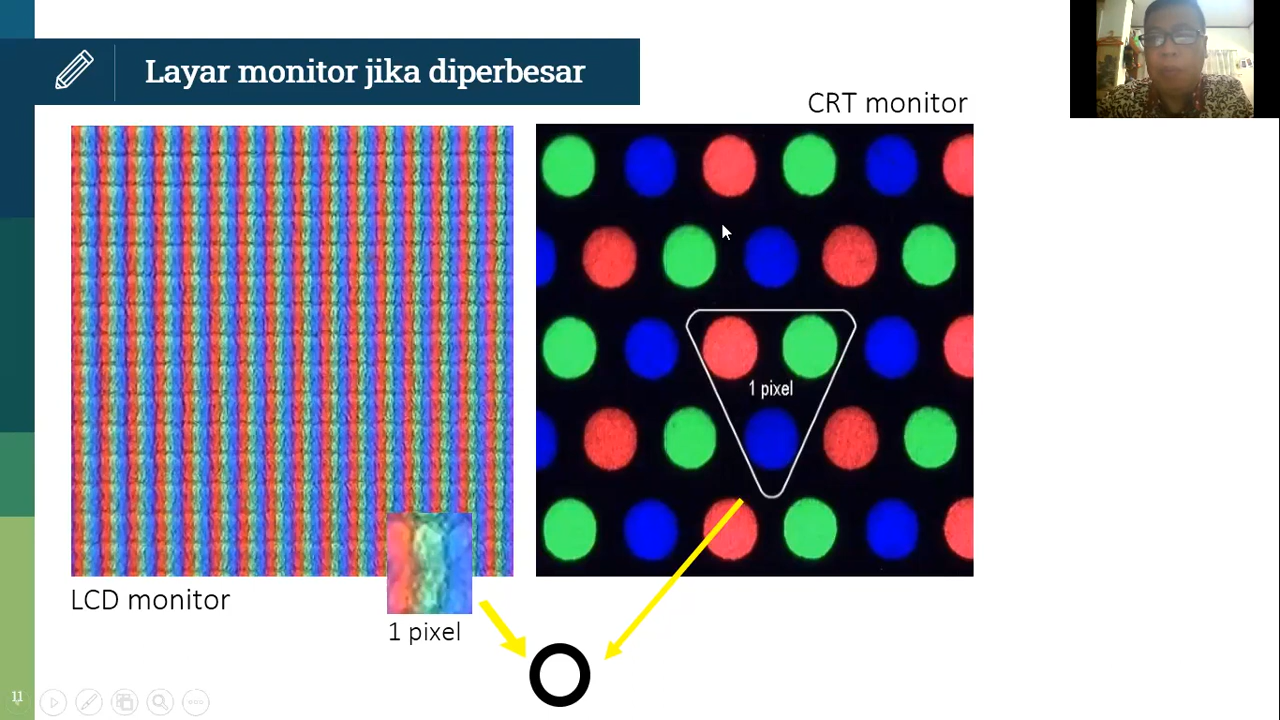 Layar monitor jika diperbesar
CRT monitor
1 pixel
LCD monitor
1 pixel
11